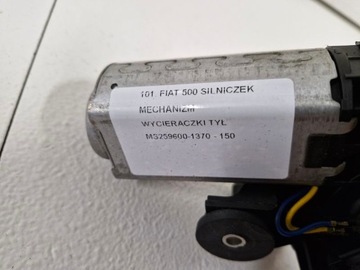 101. FIAT 500 SILNICZEK
MECHANIZM
WYCIERACZKI TYŁ
MS259600-1370 - 150